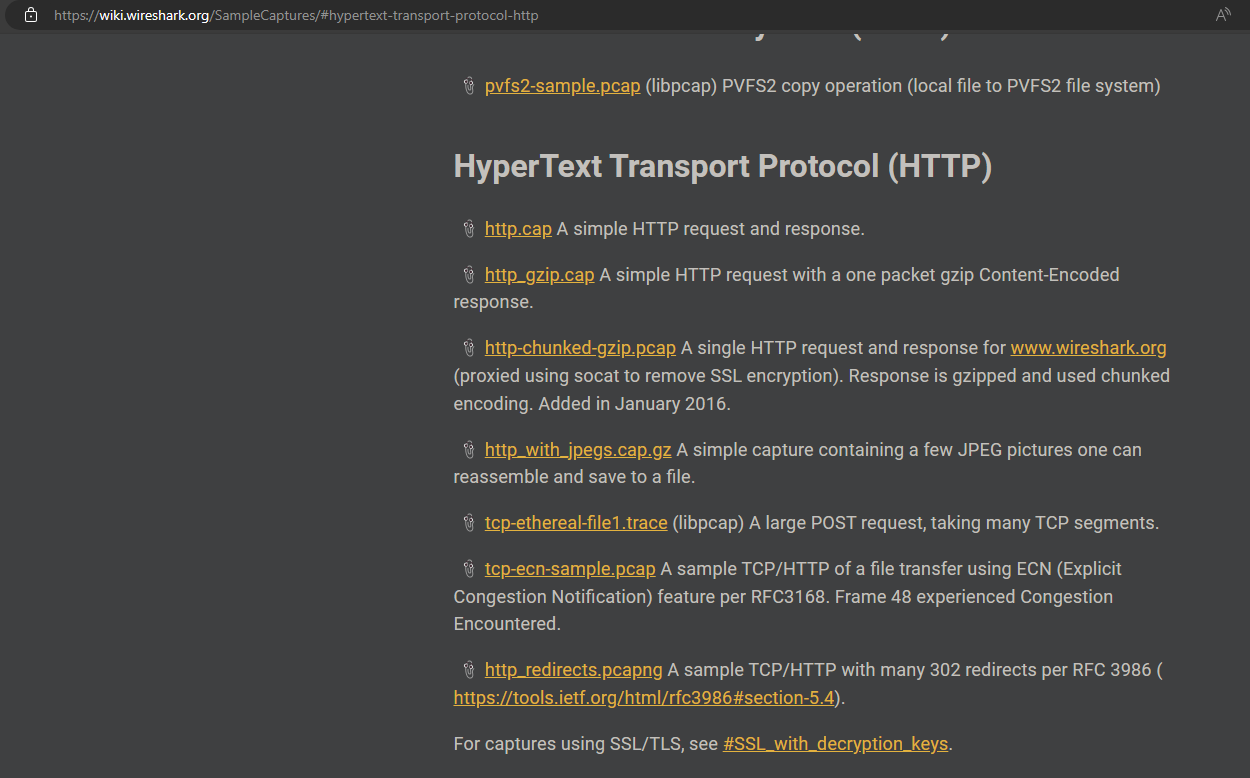 https://wiki.wireshark.org/SampleCaptures/#hypertext-transport-protocol-http
pvfs2-sample.pcap (libpcap) PVFS2 copy operation (local file to PVFS2 file system)
HyperText Transport Protocol (HTTP)
http.cap A simple HTTP request and response.
http_gzip.cap A simple HTTP request with a one packet gzip Content-Encoded
response.
http-chunked-gzip.pcap A single HTTP request and response for www.wireshark.org
(proxied using socat to remove SSL encryption). Response is gzipped and used chunked
encoding. Added in January 2016.
http_with_jpegs.cap.gz A simple capture containing a few JPEG pictures one can
reassemble and save to a file.
tcp-ethereal-file1.trace (libpcap) A large POST request, taking many TCP segments.
tcp-ecn-sample.pcap A sample TCP/HTTP of a file transfer using ECN (Explicit
Congestion Notification) feature per RFC3168. Frame 48 experienced Congestion
Encountered.
http_redirects.pcapng A sample TCP/HTTP with many 302 redirects per RFC 3986 (
https://tools.ietf.org/html/rfc3986#section-5.4).
For captures using SSL/TLS, see #SSL_with_decryption_keys.